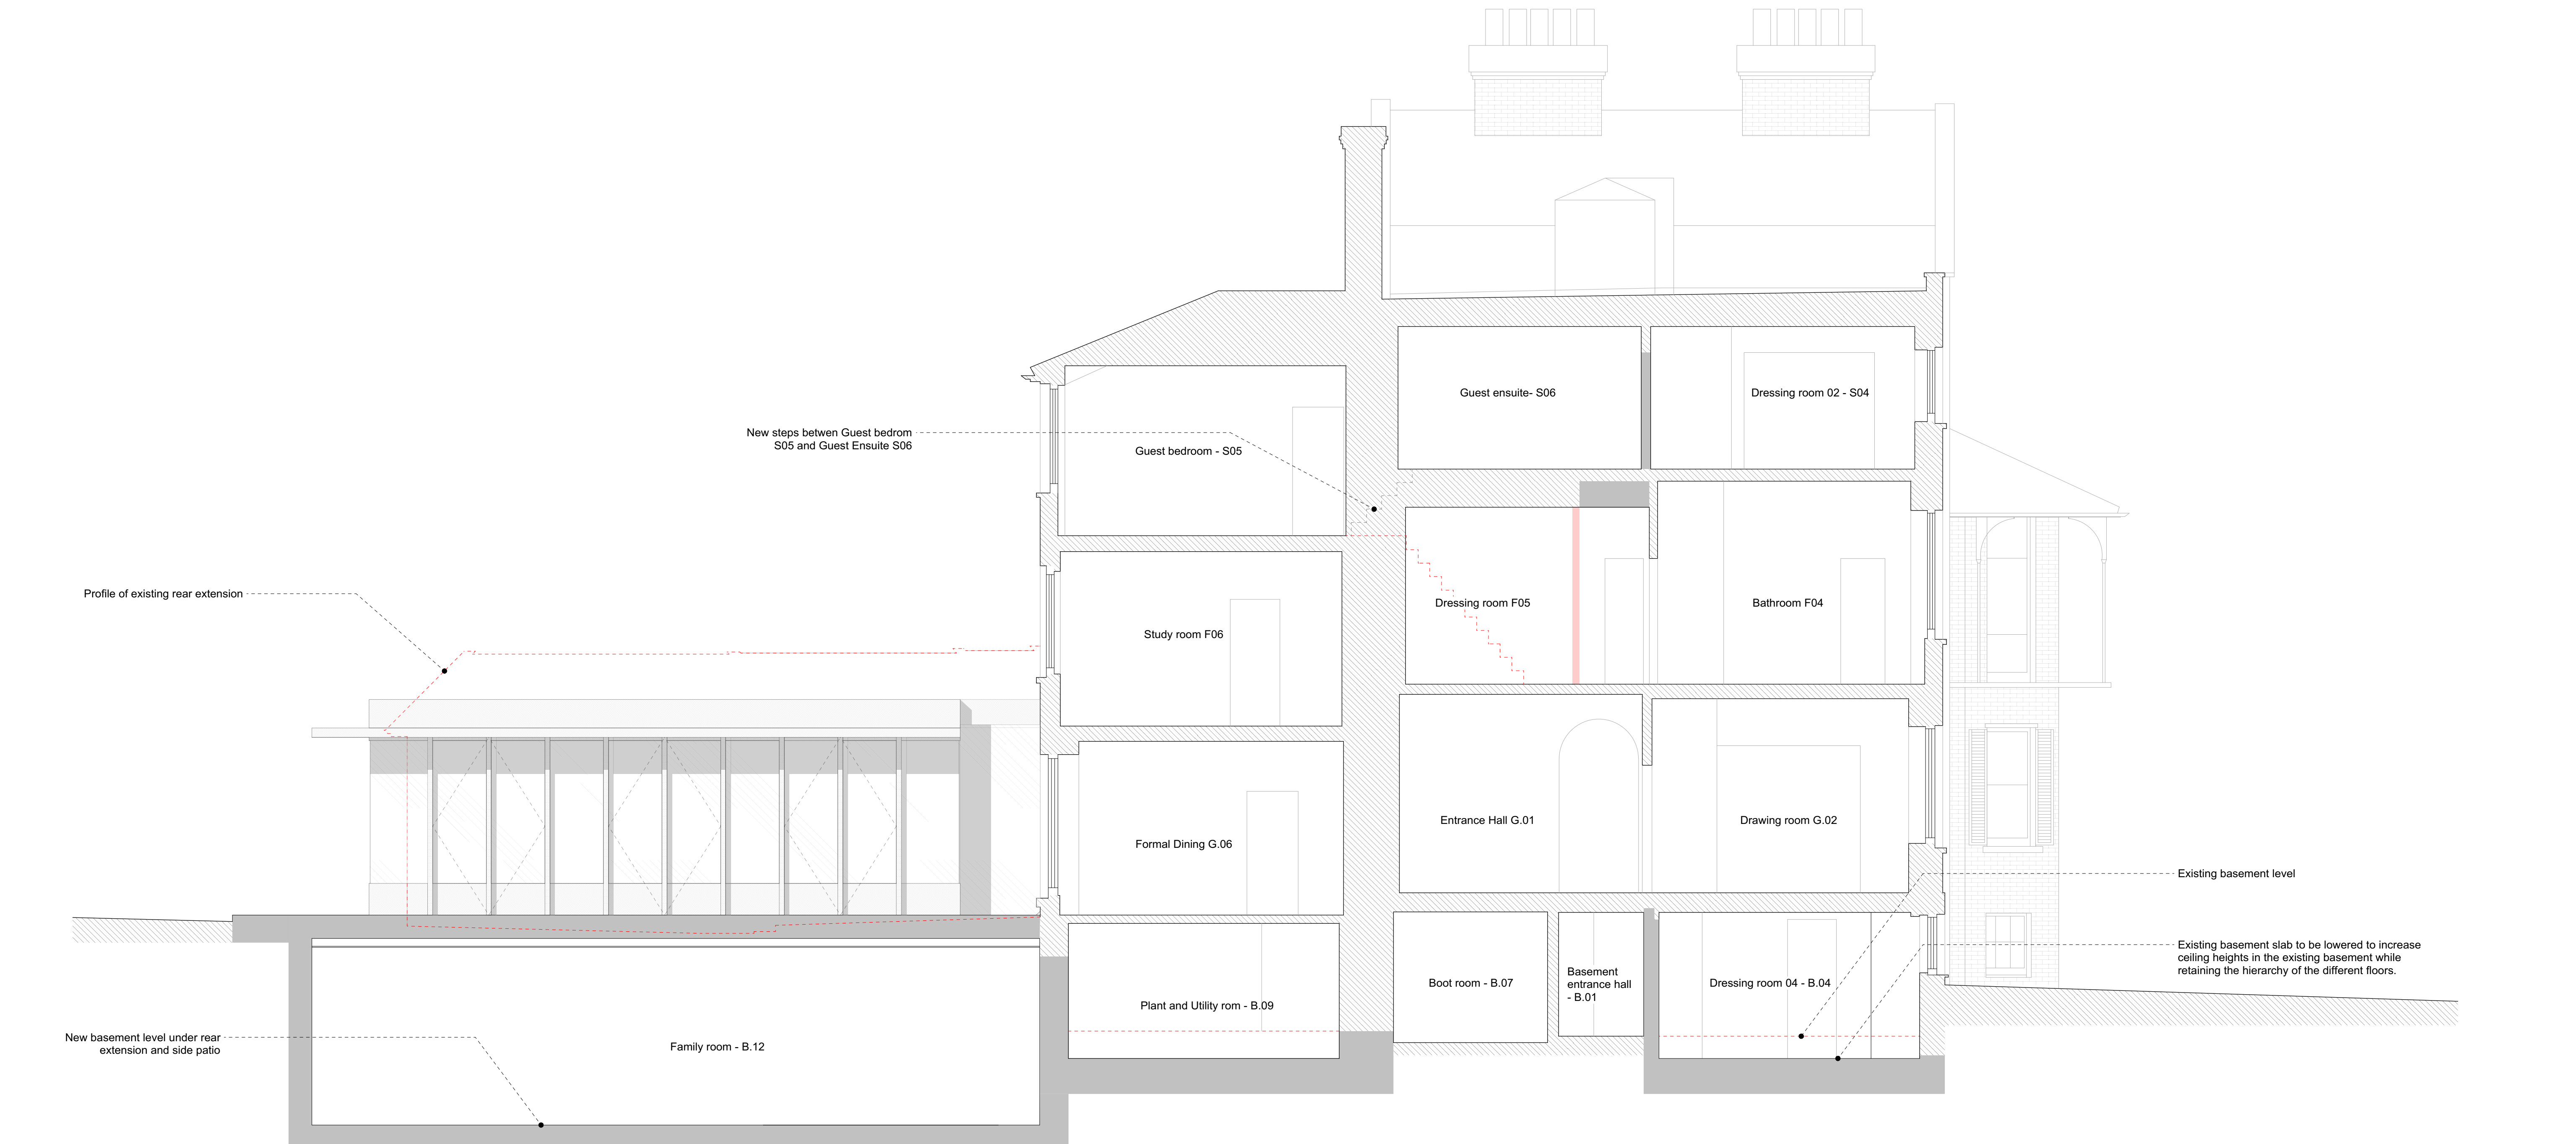 Guest ensuite- S06
Dressing room 02 - S04
New steps betwen Guest bedrom
S05 and Guest Ensuite S06
Guest bedroom - S05
Profile of existing rear extension
Dressing room F05
Bathroom F04
Study room F06
Entrance Hall G.01
Drawing room G.02
Formal Dining G.06
Existing basement level
Existing basement slab to be lowered to increase
ceiling heights in the existing basement while
retaining the hierarchy of the different floors.
Basement
entrance hall
- B.01
Boot room - B.07
Dressing room 04 - B.04
Plant and Utility rom - B.09
New basement level under rear
extension and side patio
Family room - B.12